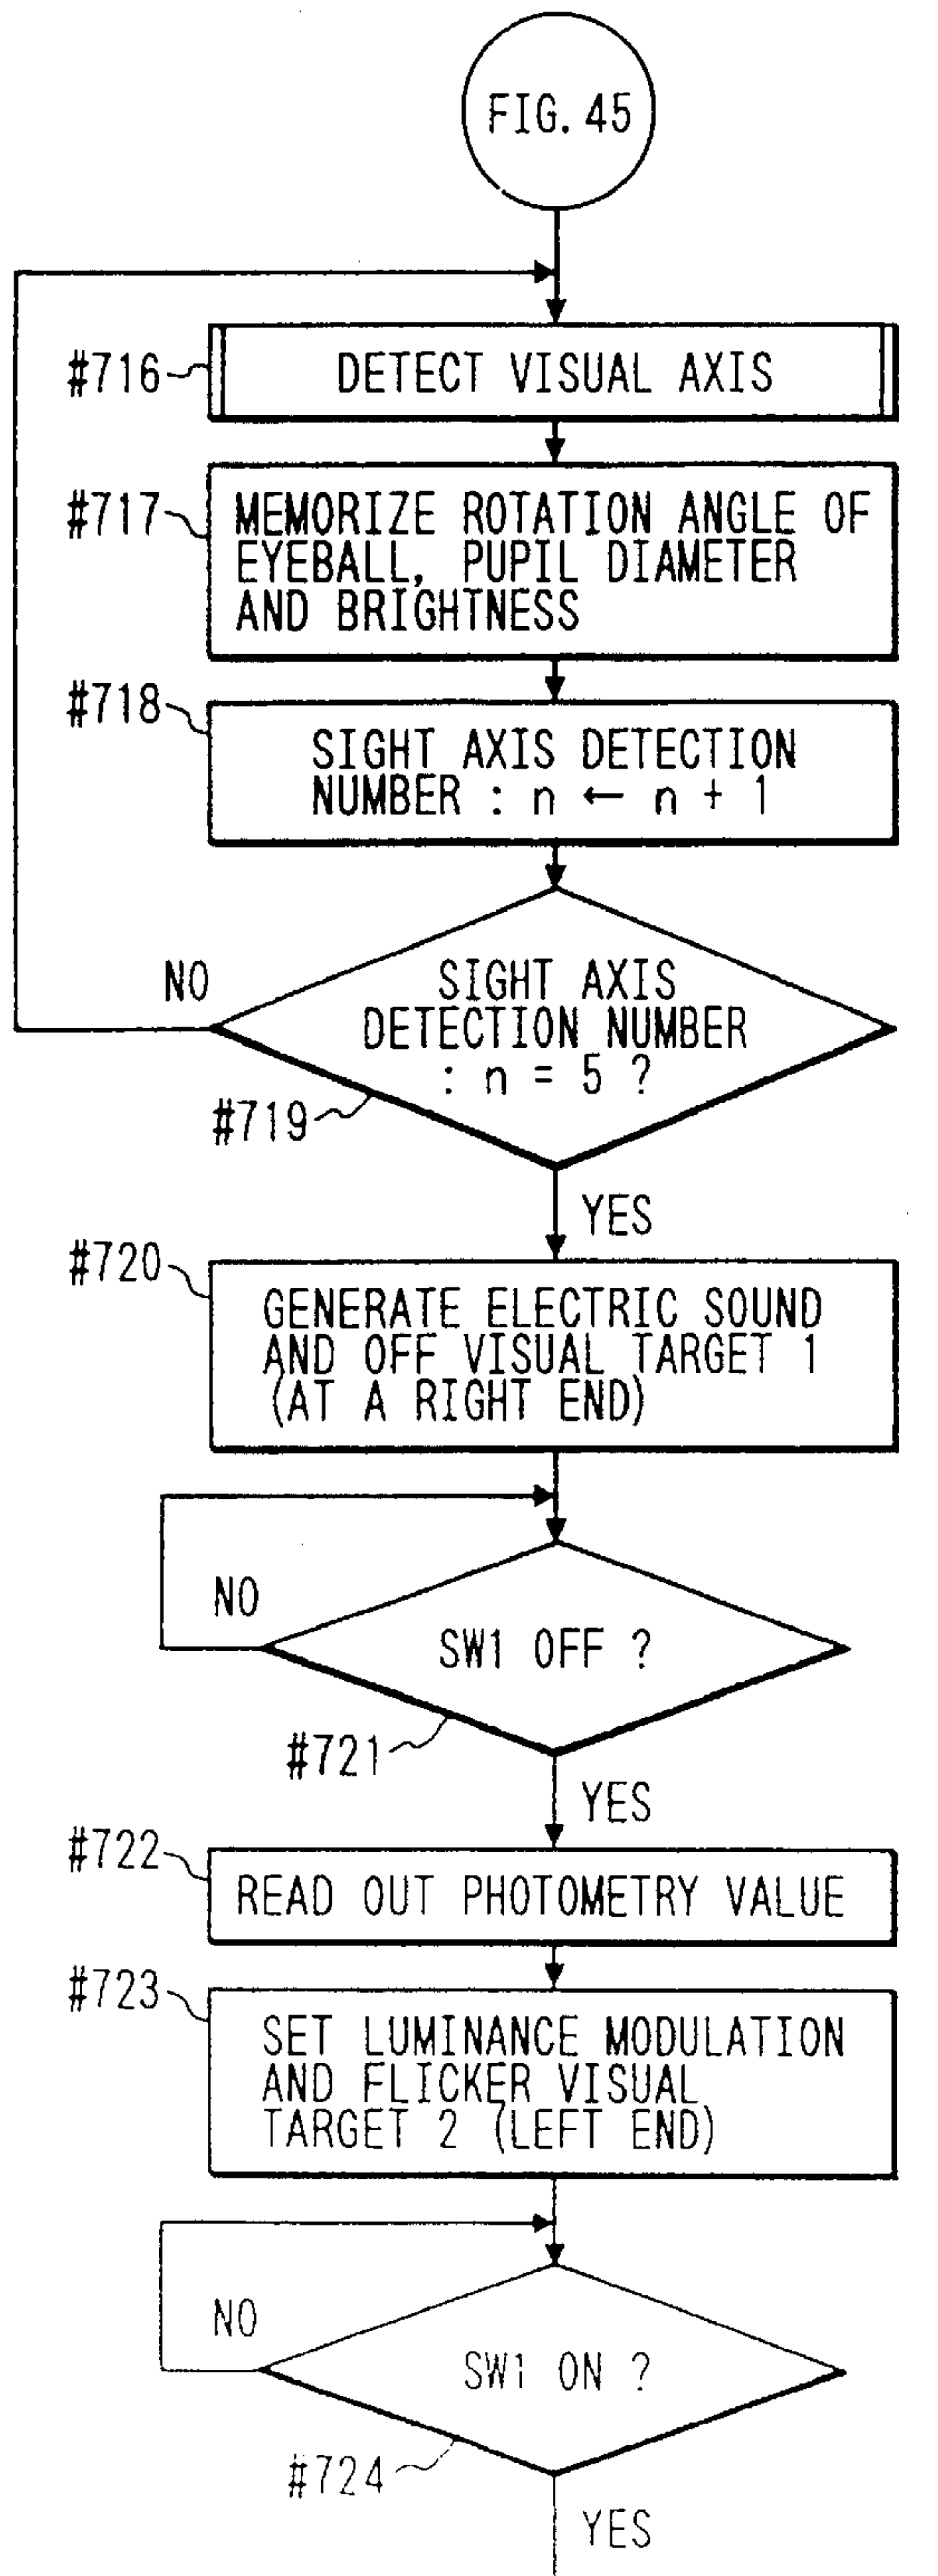 FIG. 45
#716
DETECT VISUAL AXIS
#717
MEMORIZE ROTATION ANGLE OF
EYEBALL, PUPIL DIAMETER
AND BRIGHTNESS
#718
SIGHT AXIS DETECTION
NUMBER : n ← n + 1
NO
SIGHT AXIS
DETECTION NUMBER
: n = 5 ?
#719
YES
#720
GENERATE ELECTRIC SOUND
AND OFF VISUAL TARGET 1
(AT A RIGHT END)
NO
SW1 OFF ?
#721
YES
#722
READ OUT PHOTOMETRY VALUE
#723
SET LUMINANCE MODULATION
AND FLICKER VISUAL
TARGET 2 (LEFT END)
NO
SW1 ON ?
#724
YES